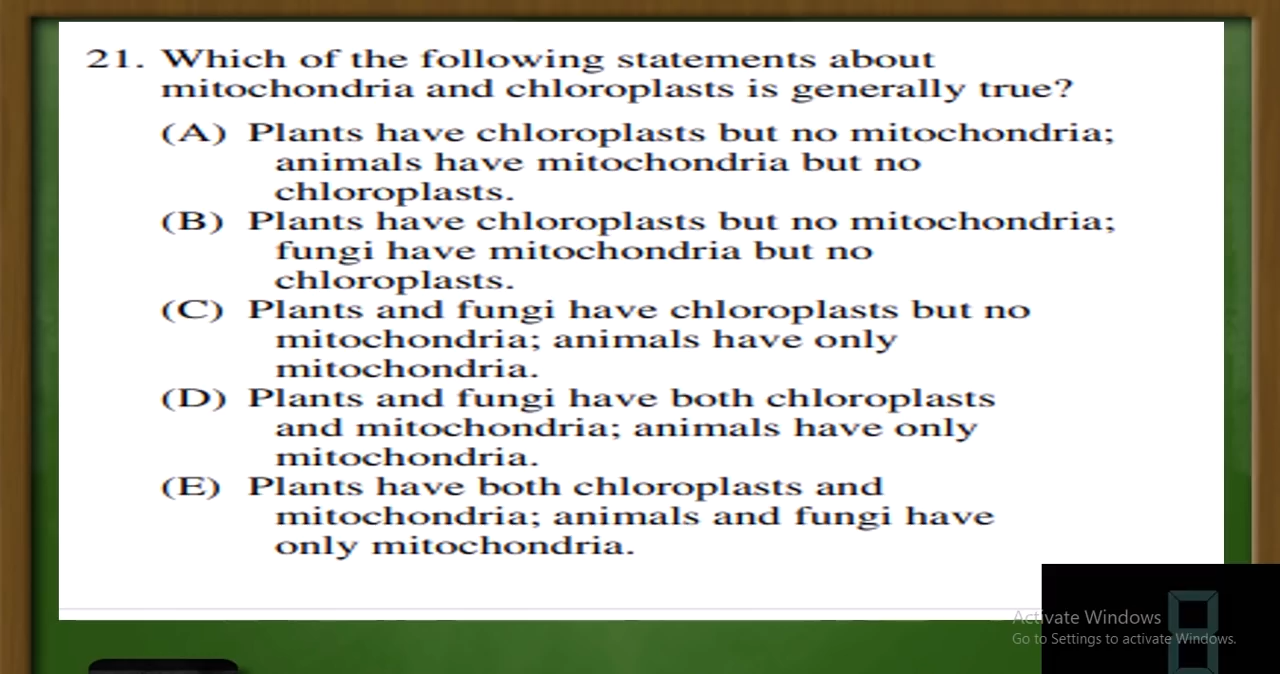 21. Which of the following statements about
mitochondria and chloroplasts is generally true?
(A) Plants have chloroplasts but no mitochondria;
animals have mitochondria but no
chloroplasts.
(B) Plants have chloroplasts but no mitochondria;
fungi have mitochondria but no
chloroplasts.
(C) Plants and fungi have chloroplasts but no
mitochondria; animals have only
mitochondria.
(D) Plants and fungi have both chloroplasts
and mitochondria; animals have only
mitochondria.
(E) Plants have both chloroplasts and
mitochondria; animals and fungi have
only mitochondria.
Activate Windows
Go to Settings to activate Windows.